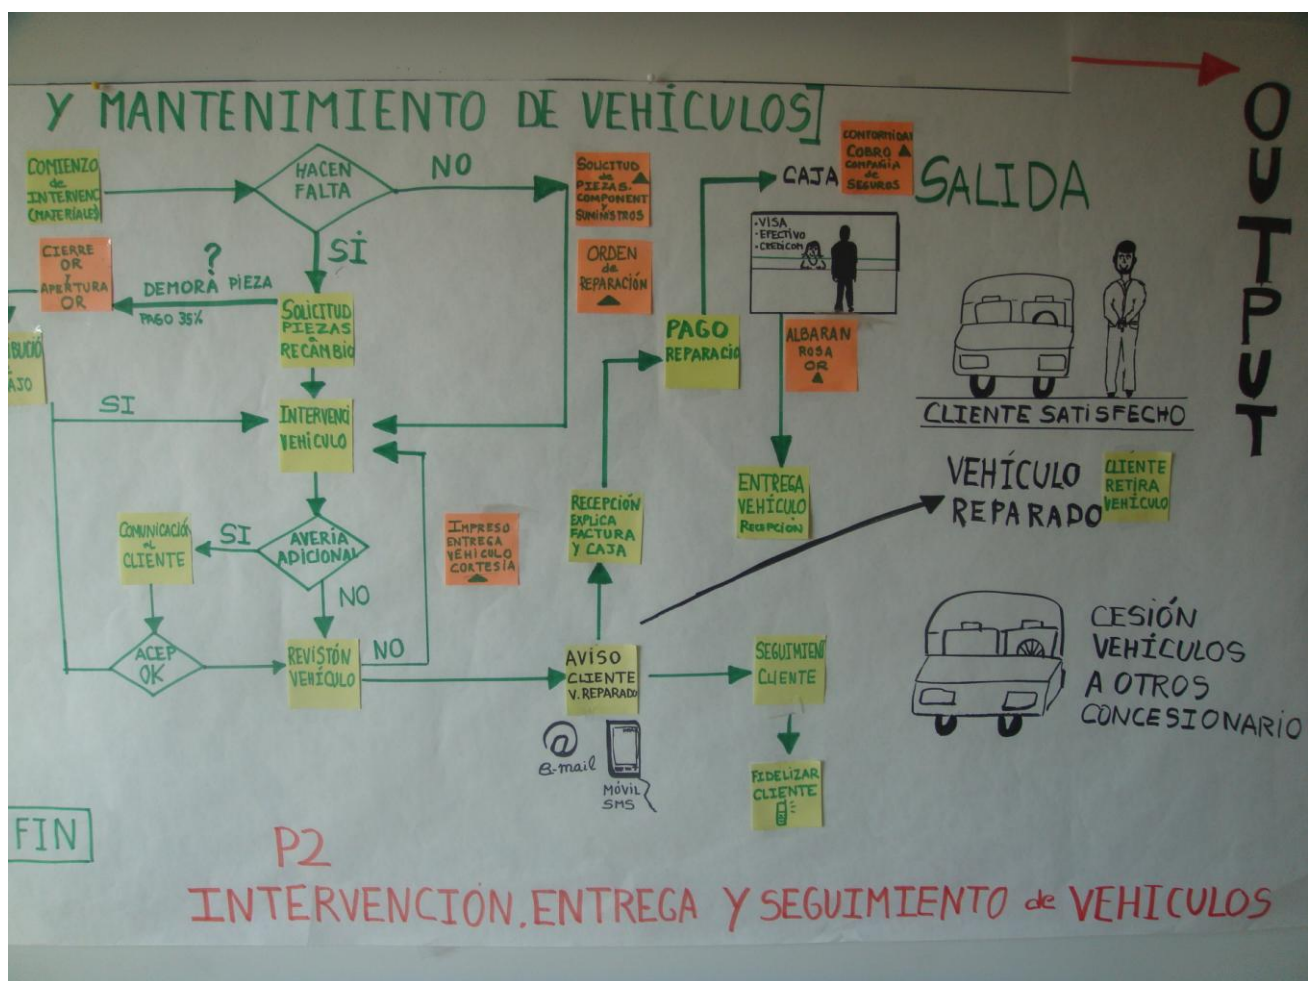 Y MANTENIMIENTO DE VEHÍCULOS]
OUTPUT
COMIENZO
de
INTERVENC
(MATERIALES)
HACEN
FALTA
NO
SÍ
SOLICITUD
de
PIEZAS.
COMPONENT
Y
SUMINISTROS
CAJA
CONFORMIDAD
COBRO
COMPAÑIA
de
SEGUROS
SALIDA
CIERRE
OR
Y
APERTURA
OR
?
DEMORA PIEZA
PAGO 35%
SOLICITUD
PIEZAS
RECAMBIO
ORDEN
de
REPARACIÓN
• VISA
• EFECTIVO
• CREDICOM
PAGO
REPARACIO
ALBARAN
ROSA
OR
BUCIÓ
AJO
SI
INTERVENCI
VEHÍCULO
CLIENTE SATISFECHO
VEHÍCULO
REPARADO
CLIENTE
RETIRA
VEHÍCULO
ENTREGA
VEHÍCULO
RECEPCIÓN
RECEPCIÓN
EXPLICA
FACTURA
Y CAJA
IMPRESO
ENTREGA
VEHICULO
CORTESÍA
COMUNICACIÓN
al
CLIENTE
SI
AVERÍA
ADICIONAL
NO
ACEP
OK
REVISIÓN
VEHÍCULO
NO
AVISO
CLIENTE
V. REPARADO
SEGUIMIENT
CLIENTE
CESIÓN
VEHÍCULOS
A OTROS
CONCESIONARIO
@
e-mail
MÓVIL
SMS
FIDELIZAR
CLIENTE
FIN
P2
INTERVENCIÓN. ENTREGA Y SEGUIMIENTO de VEHICULOS